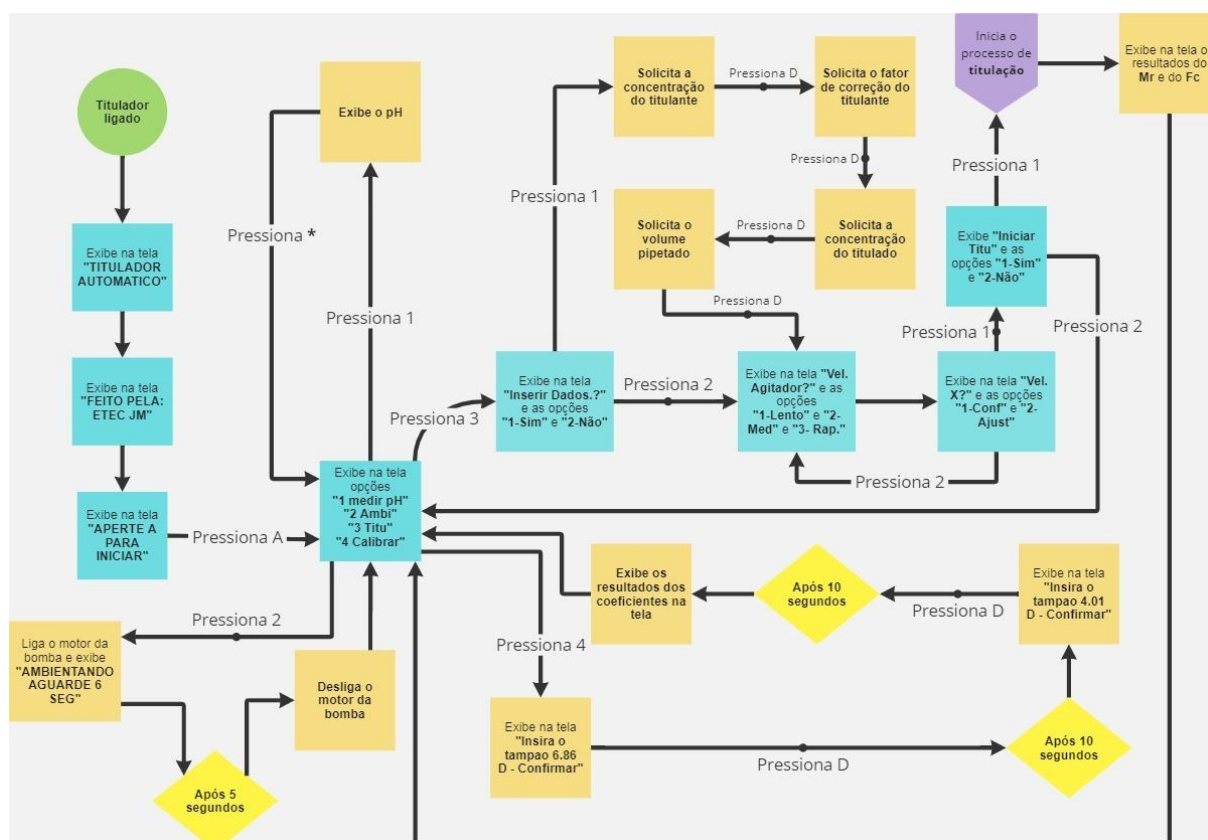 Titulador
ligado
Exibe na tela
"TITULADOR
AUTOMATICO"
Exibe na tela
"FEITO PELA:
ETEC JM"
Exibe na tela
"APERTE A
PARA
INICIAR"
Pressiona A
Exibe o pH
Pressiona *
Pressiona 1
Exibe na tela
opções
"1 medir pH"
"2 Ambi"
"3 Titu"
"4 Calibrar"
Pressiona 2
Liga o motor da
bomba e exibe
"AMBIENTANDO
AGUARDE 6
SEG"
Após 5
segundos
Desliga o
motor da
bomba
Pressiona 3
Exibe na tela
"Inserir Dados.?"
e as opções
"1-Sim" e "2-Não"
Pressiona 1
Solicita a
concentração
do titulante
Pressiona D
Solicita o fator
de correção do
titulante
Pressiona D
Solicita a
concentração
do titulado
Pressiona D
Solicita o
volume
pipetado
Pressiona D
Pressiona 2
Exibe na tela "Vel.
Agitador?" e as
opções
"1-Lento" e "2-
Med" e "3- Rap."
Exibe na tela "Vel.
X?" e as opções
"1-Conf" e "2-
Ajust"
Pressiona 2
Pressiona 1
Exibe "Iniciar
Titu" e as
opções "1-Sim"
e "2-Não"
Pressiona 2
Pressiona 1
Inicia o
processo de
titulação
Exibe na tela o
resultados do
Mr e do Fc
Pressiona 4
Exibe na tela
"Insira o
tampao 6.86
D - Confirmar"
Pressiona D
Após 10
segundos
Exibe na tela
"Insira o
tampao 4.01
D - Confirmar"
Pressiona D
Após 10
segundos
Exibe os
resultados dos
coeficientes na
tela